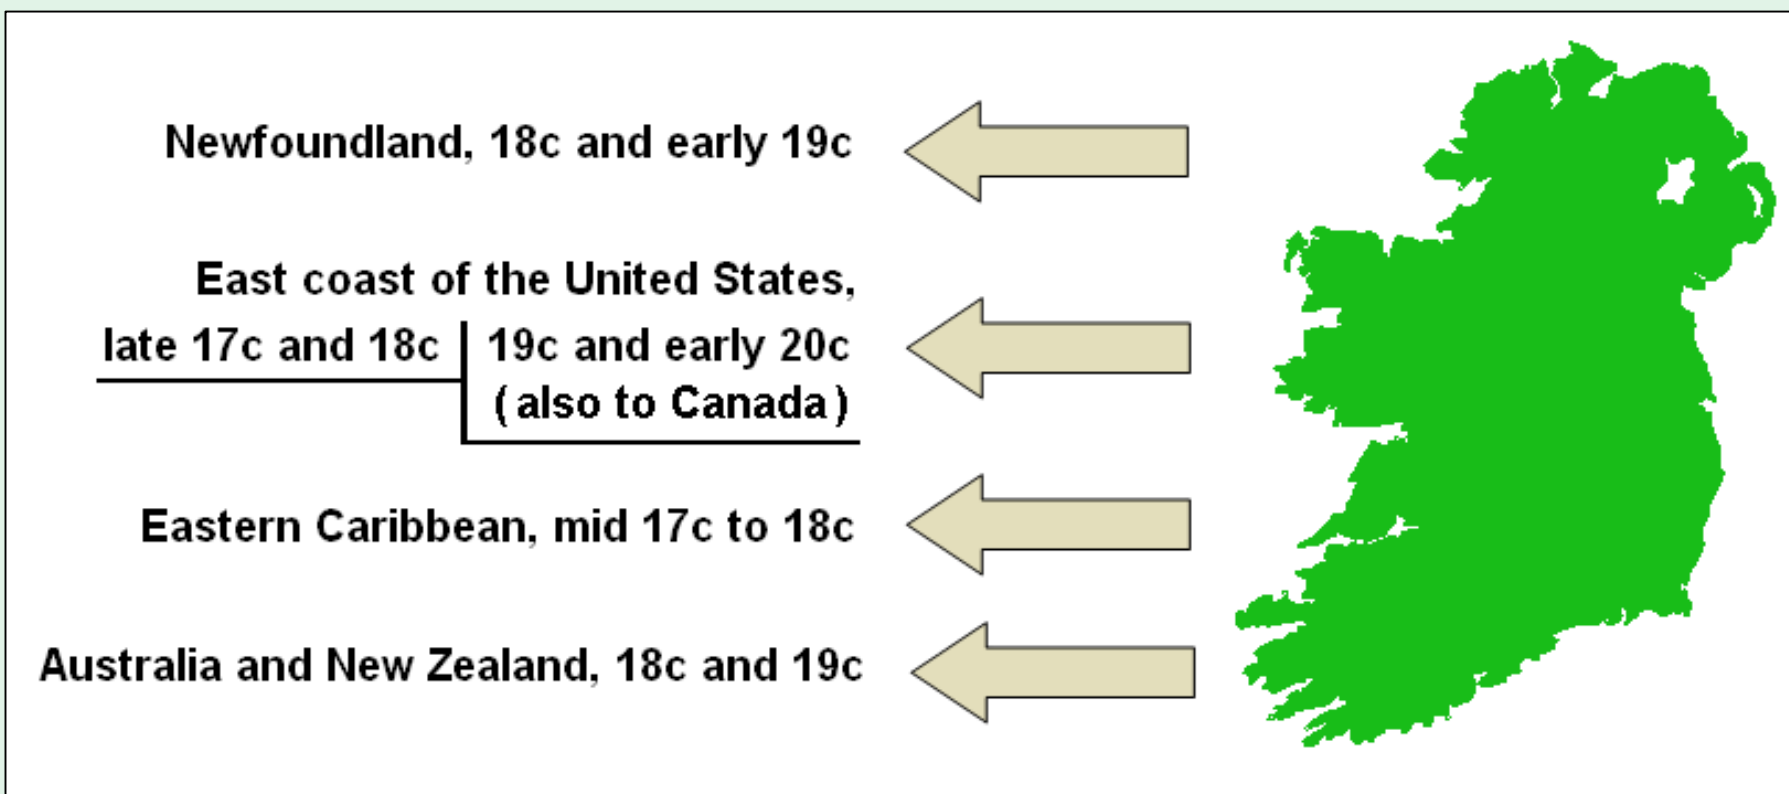 Newfoundland, 18c and early 19c
East coast of the United States,
late 17c and 18c
19c and early 20c
(also to Canada)
Eastern Caribbean, mid 17c to 18c
Australia and New Zealand, 18c and 19c